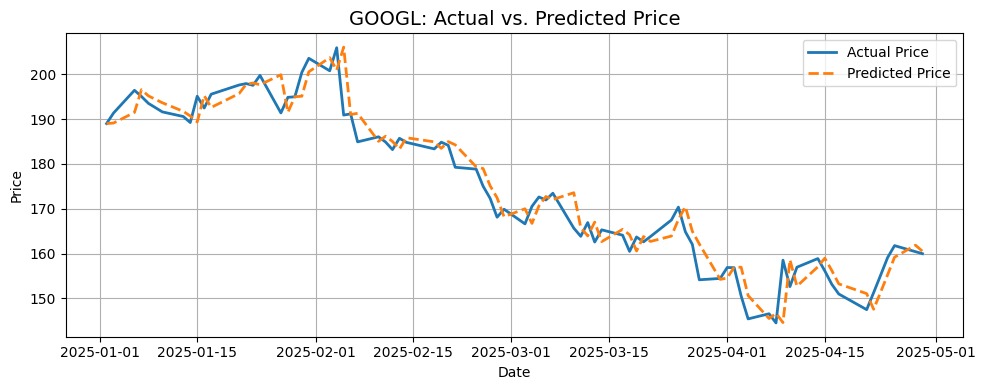 GOOGL: Actual vs. Predicted Price
Actual Price
Predicted Price
200
190
180
170
160
150
Price
2025-01-01 2025-01-15 2025-02-01 2025-02-15 2025-03-01 2025-03-15 2025-04-01 2025-04-15 2025-05-01
Date